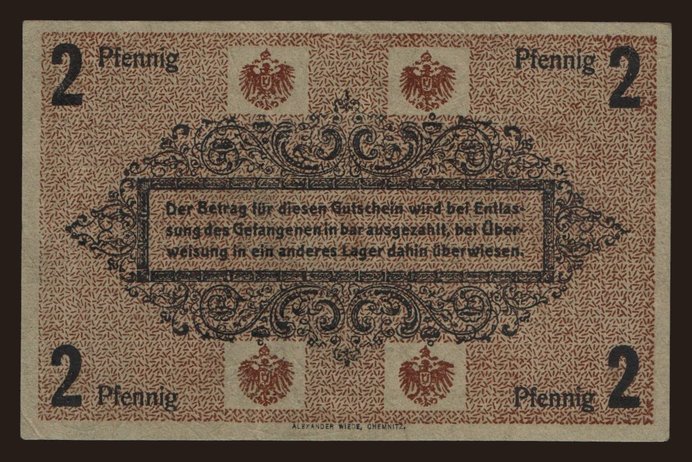 2 Pfennig Pfennig 2
Der Betrag für diesen Gutschein wird bei Entlas-
sung des Gefangenen in bar ausgezahlt, bei Über-
weisung in ein anderes Lager dahin überwiesen.
2 Pfennig Pfennig 2
ALEXANDER WIEDE, CHEMNITZ.